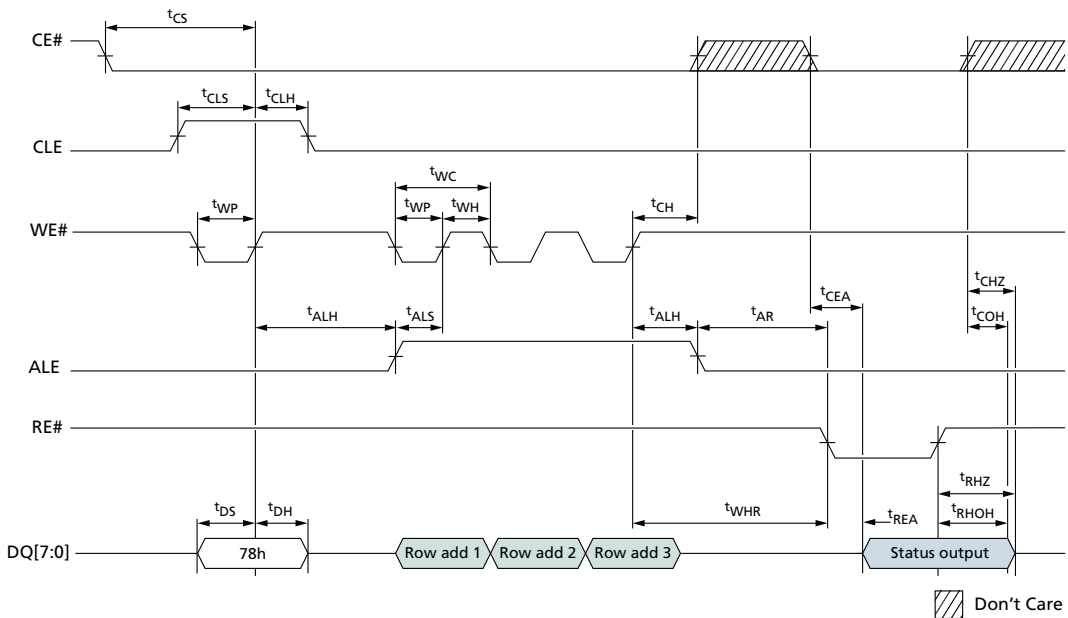 tCS
CE#
tCLS tCLH
CLE
tWC
tWP tWP tWH tCH
WE#
tCEA tCHZ
tALH tALS tALH tAR tCOH
ALE
RE#
tRHZ
tDS tDH tWHR tREA tRHOH
DQ[7:0] 78h Row add 1 Row add 2 Row add 3 Status output
Don't Care